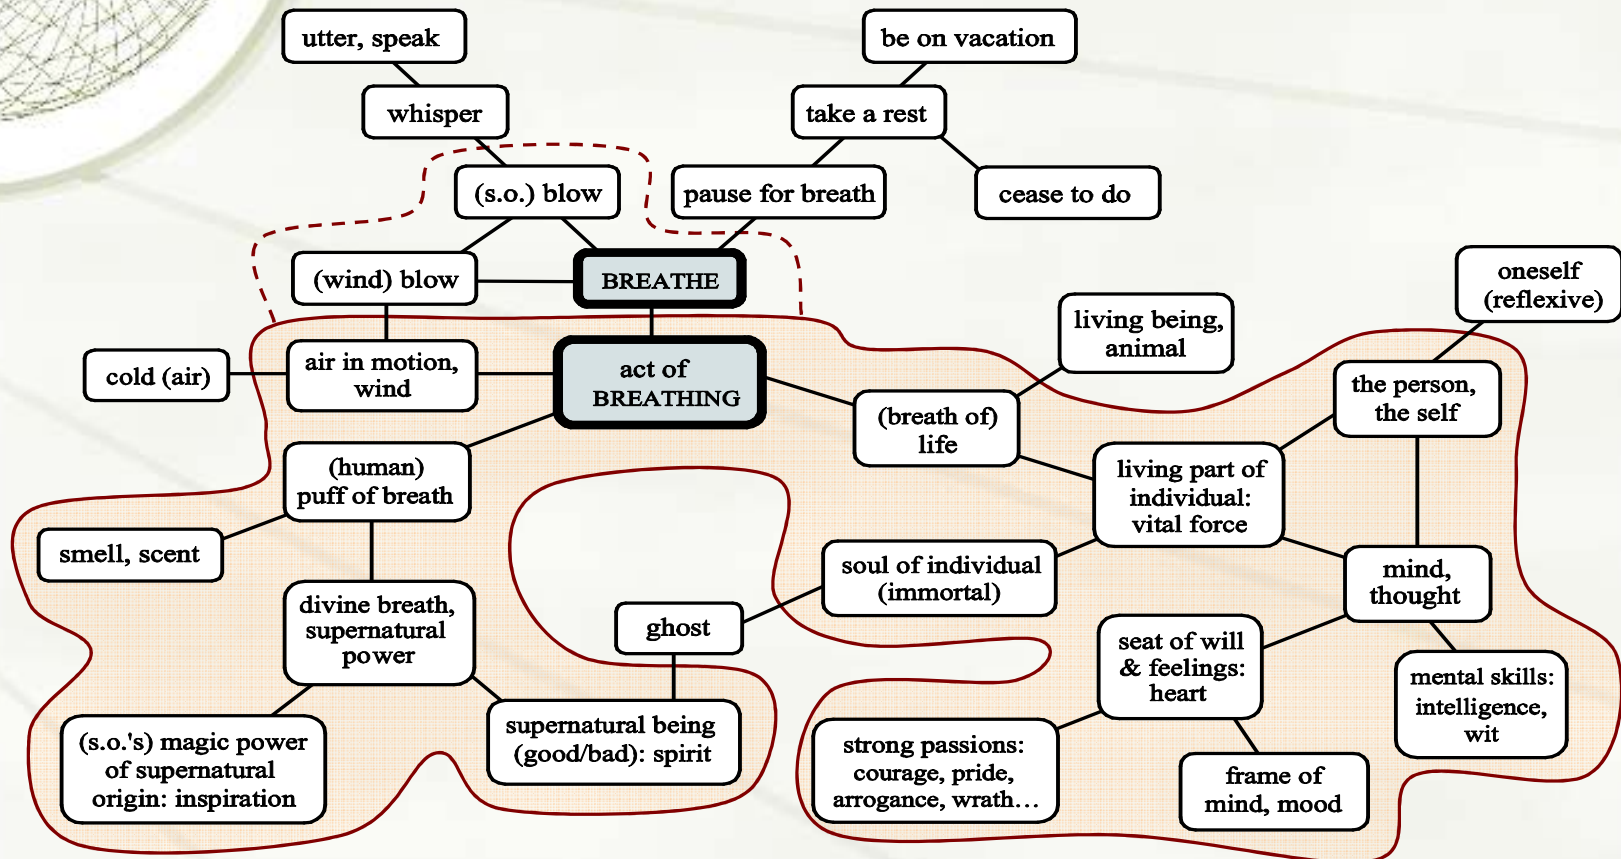 utter, speak
be on vacation
whisper
take a rest
(s.o.) blow
pause for breath
cease to do
(wind) blow
BREATHE
oneself
(reflexive)
living being,
animal
cold (air)
air in motion,
wind
act of
BREATHING
the person,
the self
(breath of)
life
(human)
puff of breath
living part of
individual:
vital force
smell, scent
soul of individual
(immortal)
mind,
thought
divine breath,
supernatural
power
ghost
seat of will
& feelings:
heart
mental skills:
intelligence,
wit
(s.o.'s) magic power
of supernatural
origin: inspiration
supernatural being
(good/bad): spirit
strong passions:
courage, pride,
arrogance, wrath...
frame of
mind, mood